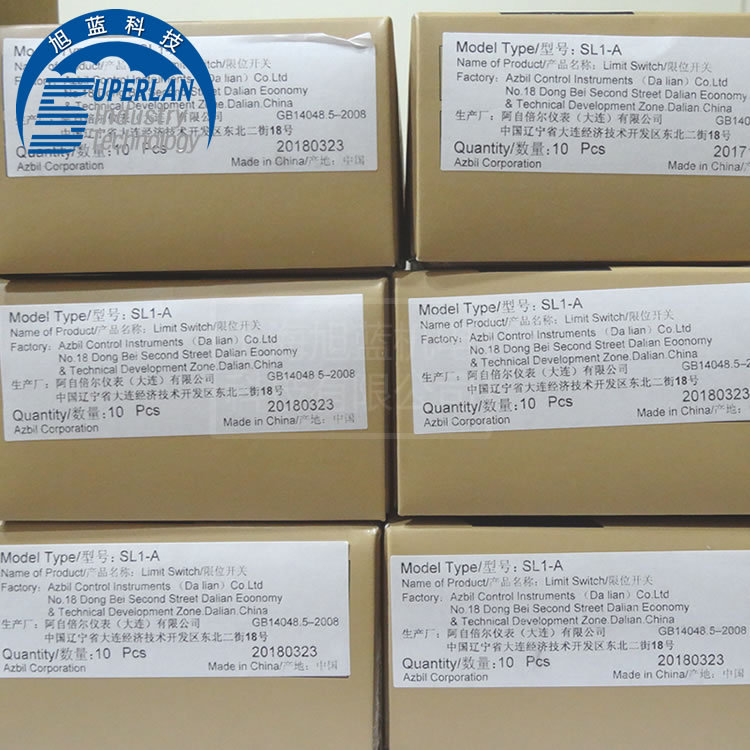 旭蓝科技
SUPERLAN
Industry
technology
Model Type/型号: SL1-A
Name of Product/产品名称: Limit Switch/限位开关
Factory: Azbil Control Instruments (Da lian) Co.Ltd
No.18 Dong Bei Second Street Dalian Eoonomy
& Technical Development Zone.Dalian.China
生产厂: 阿自倍尔仪表(大连)有限公司 GB14048.5-2008
中国辽宁省大连经济技术开发区东北二街18号
Quantity/数量:10 Pcs 20180323
Azbil Corporation Made in China/产地: 中国
Model Type/型号: SL1-A
Name of Product/产品名称: Limit Switch/限位开关
Factory: Azbil Control Instruments (Da lian) Co.Ltd
No.18 Dong Bei Second Street Dalian Eoonomy
& Technical Development Zone.Dalian.China
生产厂: 阿自倍尔仪表(大连)有限公司 GB14048
中国辽宁省大连经济技术开发区东北二街18号
Quantity/数量:10 Pcs 2017
Azbil Corporation Made in China/
Model Type/型号: SL1-A
Name of Product/产品名称: Limit Switch/限位开关
Factory: Azbil Control Instruments (Da lian) Co.Ltd
No.18 Dong Bei Second Street Dalian Eoonomy
& Technical Development Zone.Dalian.China
生产厂: 阿自倍尔仪表(大连)有限公司 GB14048.5-2008
中国辽宁省大连经济技术开发区东北二街18号
Quantity/数量:10 Pcs 20180323
Azbil Corporation Made in China/产地: 中国
Model Type/型号: SL1-A
Name of Product/产品名称: Limit Switch/限位开关
Factory: Azbil Control Instruments (Da lian) Co.Ltd
No.18 Dong Bei Second Street Dalian Eoonomy
& Technical Development Zone.Dalian.China
生产厂: 阿自倍尔仪表(大连)有限公司 GB14048.5-2008
中国辽宁省大连经济技术开发区东北二街18号
Quantity/数量:10 Pcs 20180323
Azbil Corporation Made in China/产地: 中国
Model Type/型号: SL1-A
Name of Product/产品名称: Limit Switch/限位开关
Factory: Azbil Control Instruments (Da lian) Co.Ltd
No.18 Dong Bei Second Street Dalian Eoonomy
& Technical Development Zone.Dalian.China
生产厂: 阿自倍尔仪表(大连)有限公司 GB14048.5-2008
中国辽宁省大连经济技术开发区东北二街18号
Quantity/数量:10 Pcs 20180323
Azbil Corporation Made in China/产地: 中国
Model Type/型号: SL1-A
Name of Product/产品名称: Limit Switch/限位开关
Factory: Azbil Control Instruments (Da lian) Co.Ltd
No.18 Dong Bei Second Street Dalian Eoonomy
& Technical Development Zone.Dalian.China
生产厂: 阿自倍尔仪表(大连)有限公司 GB14048.5-2008
中国辽宁省大连经济技术开发区东北二街18号
Quantity/数量:10 Pcs 20180323
Azbil Corporation Made in China/产地: 中国